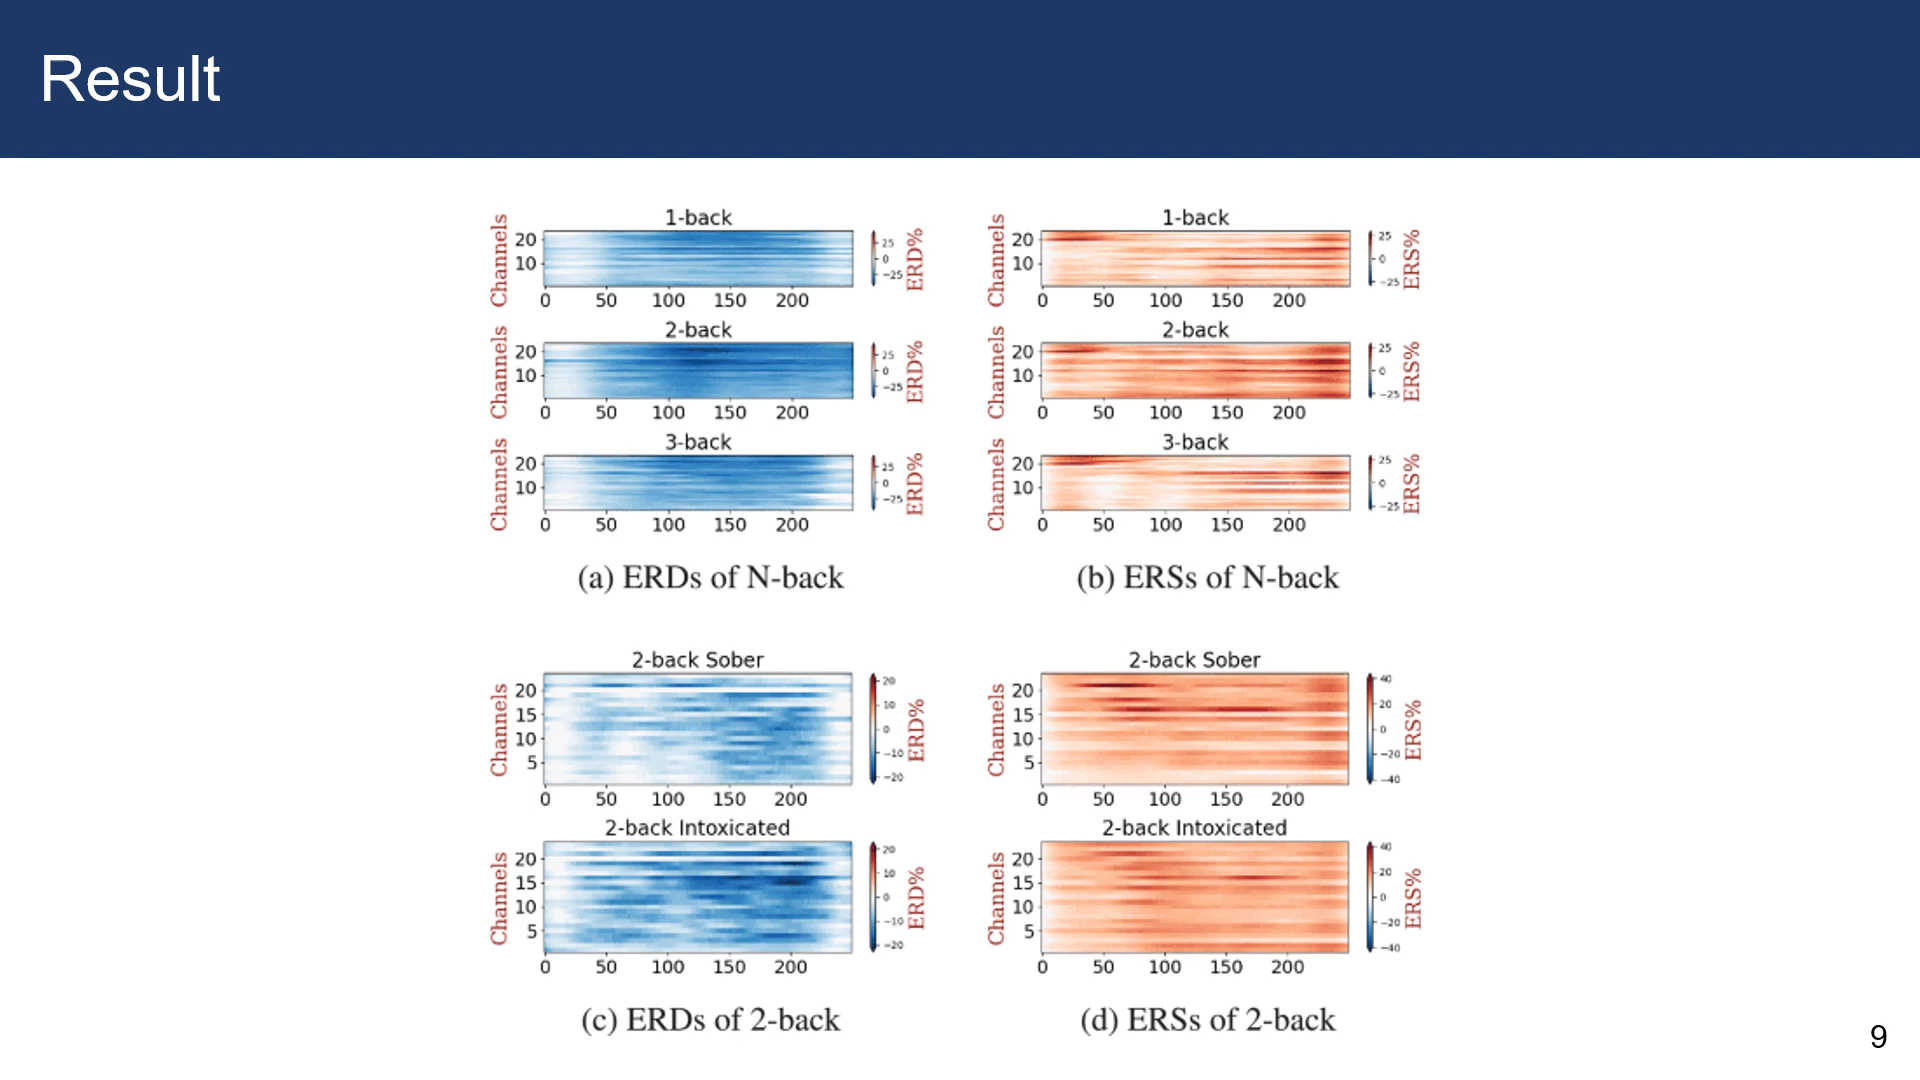 Result
1-back
Channels
20
10
0 50 100 150 200
25
0
−25
ERD%
2-back
Channels
20
10
0 50 100 150 200
25
0
−25
ERD%
3-back
Channels
20
10
0 50 100 150 200
25
0
−25
ERD%
(a) ERDs of N-back
1-back
Channels
20
10
0 50 100 150 200
25
0
−25
ERS%
2-back
Channels
20
10
0 50 100 150 200
25
0
−25
ERS%
3-back
Channels
20
10
0 50 100 150 200
25
0
−25
ERS%
(b) ERSs of N-back
2-back Sober
Channels
20
15
10
5
0 50 100 150 200
20
10
0
−10
−20
ERD%
2-back Intoxicated
Channels
20
15
10
5
0 50 100 150 200
20
10
0
−10
−20
ERD%
(c) ERDs of 2-back
2-back Sober
Channels
20
15
10
5
0 50 100 150 200
40
20
0
−20
−40
ERS%
2-back Intoxicated
Channels
20
15
10
5
0 50 100 150 200
40
20
0
−20
−40
ERS%
(d) ERSs of 2-back
9